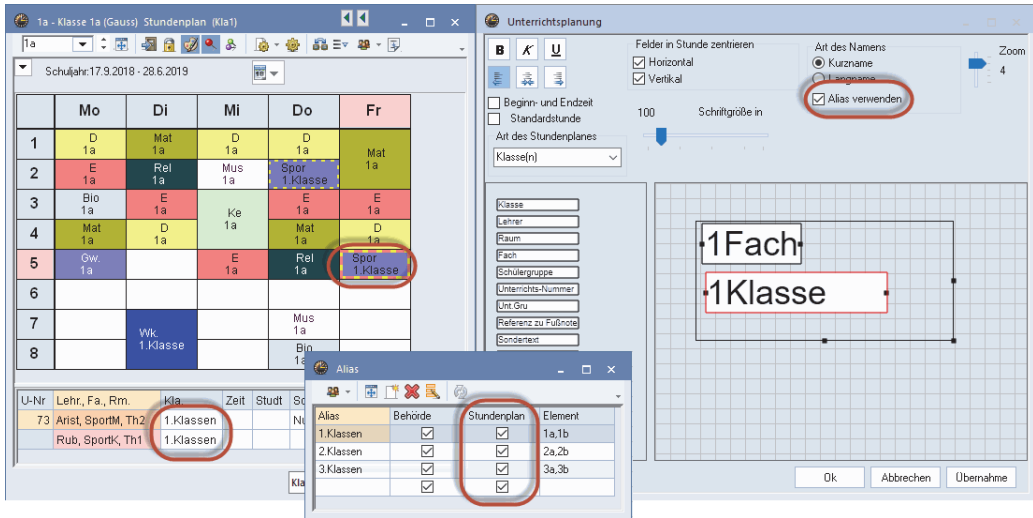 1a - Klasse 1a (Gauss) Stundenplan (Kla1)
1a
Schuljahr:17.9.2018 - 28.6.2019
Mo Di Mi Do Fr
1 D Mat D D Mat
1a 1a 1a 1a 1a
2 E Rel Mus Spor
1a 1a 1a 1.Klasse
3 Bio E Ke E E
1a 1a 1a 1a 1a
4 Mat D Mat D
1a 1a 1a 1a
5 Gw. E Rel Spor
1a 1a 1a 1.Klasse
6
7 Wk. Mus
1.Klasse 1a
8 Bio
U-Nr Lehr., Fa., Rm. Kla Zeit Studt
73 Arist, SportM, Th2 1.Klassen
Rub, SportK, Th1 1.Klassen
Kla
Alias
Alias Behörde Stundenplan Element
1.Klassen 1a,1b
2.Klassen 2a,2b
3.Klassen 3a,3b
Unterrichtsplanung
B K U
Felder in Stunde zentrieren
Horizontal
Vertikal
Art des Namens
Kurzname
Langname
Alias verwenden
Zoom
4
Beginn- und Endzeit
Standardstunde
100 Schriftgröße in
Art des Stundenplanes
Klasse(n)
Klasse
Lehrer
Raum
Fach
Schülergruppe
Unterrichts-Nummer
Unt.Gru
Referenz zu Fußnote
Sondertext
1Fach
1Klasse
Ok Abbrechen Übernahme